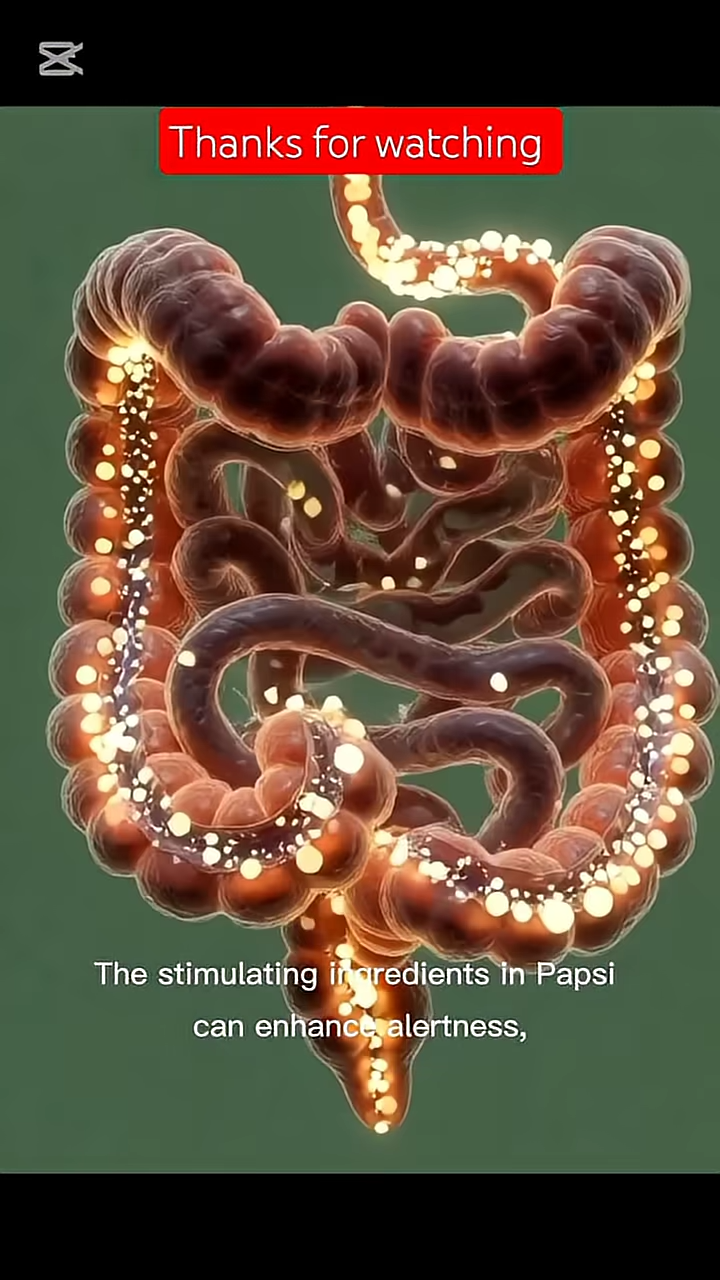 Thanks for watching
The stimulating ingredients in Papsi
can enhance alertness,